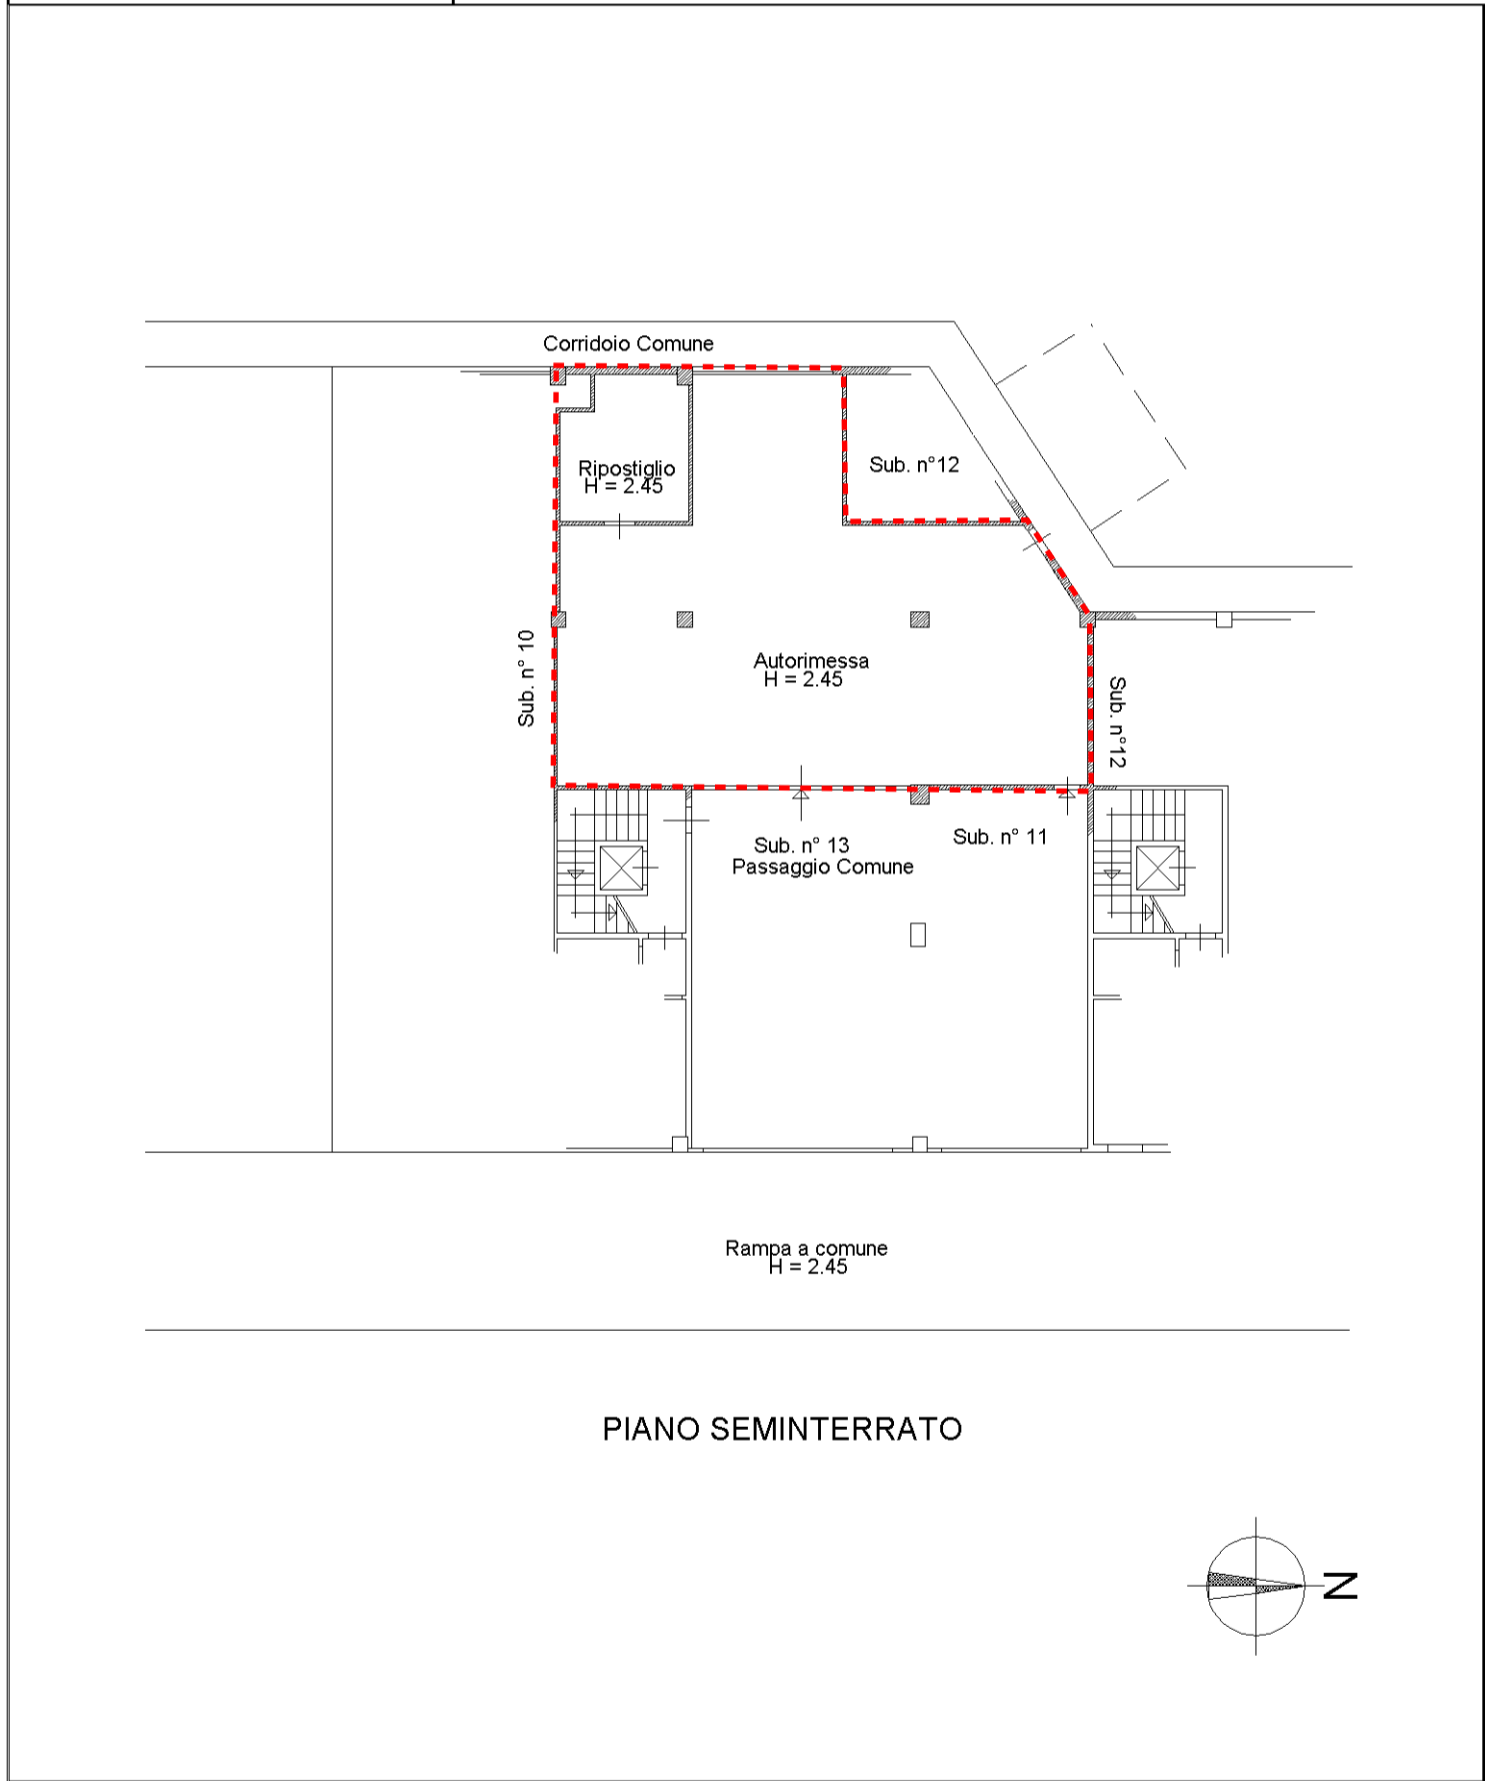 Corridoio Comune
Sub. n°12
Ripostiglio
H = 2.45
Sub. n° 10
Autorimessa
H = 2.45
Sub. n°12
Sub. n° 13
Passaggio Comune
Sub. n° 11
Rampa a comune
H = 2.45
PIANO SEMINTERRATO
N